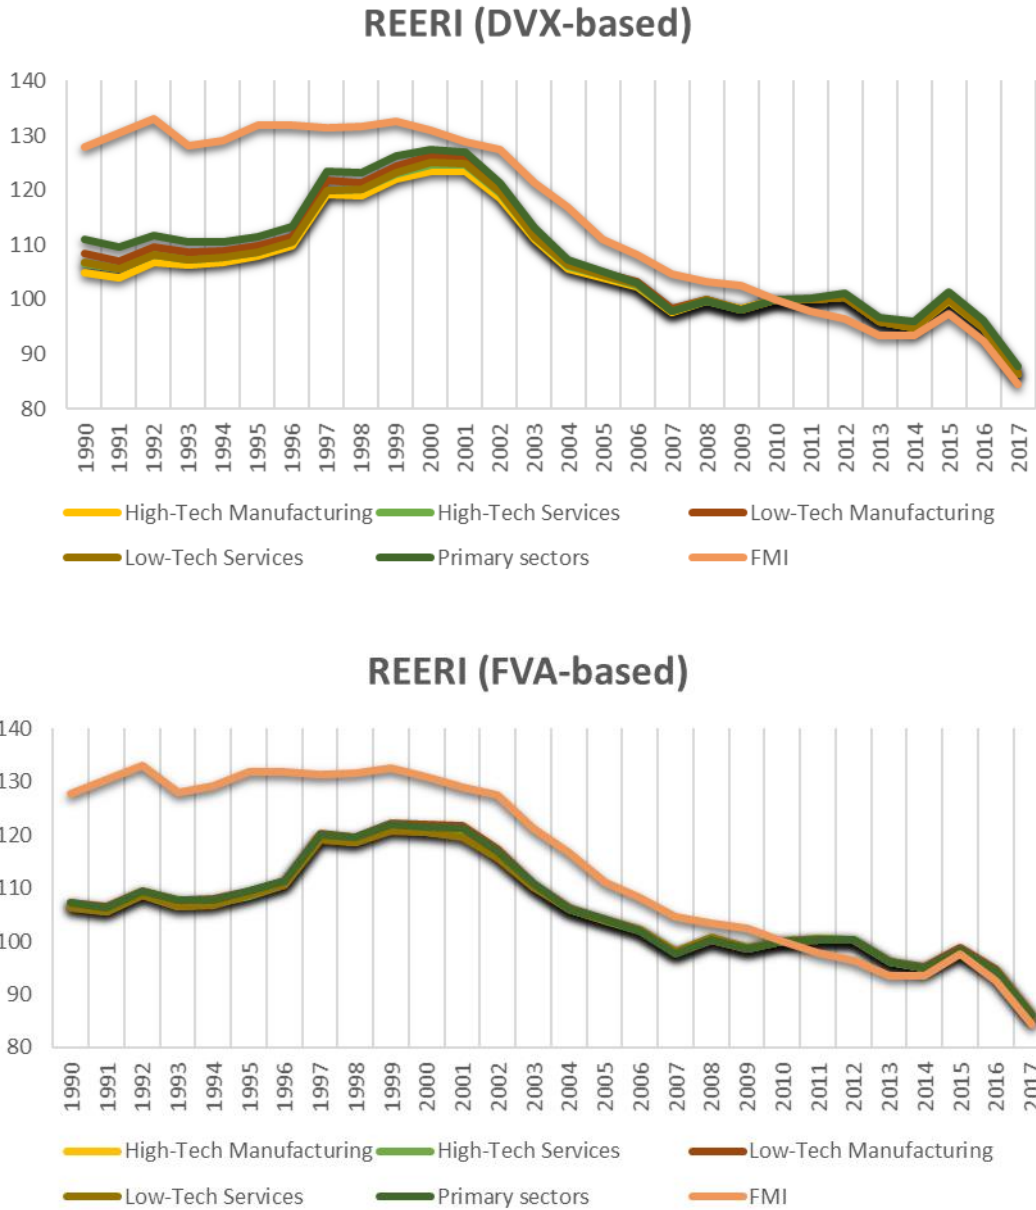 REERI (DVX-based)
140
130
120
110
100
90
80
1990 1991 1992 1993 1994 1995 1996 1997 1998 1999 2000 2001 2002 2003 2004 2005 2006 2007 2008 2009 2010 2011 2012 2013 2014 2015 2016 2017
High-Tech Manufacturing High-Tech Services Low-Tech Manufacturing
Low-Tech Services Primary sectors FMI
REERI (FVA-based)
140
130
120
110
100
90
80
1990 1991 1992 1993 1994 1995 1996 1997 1998 1999 2000 2001 2002 2003 2004 2005 2006 2007 2008 2009 2010 2011 2012 2013 2014 2015 2016 2017
High-Tech Manufacturing High-Tech Services Low-Tech Manufacturing
Low-Tech Services Primary sectors FMI